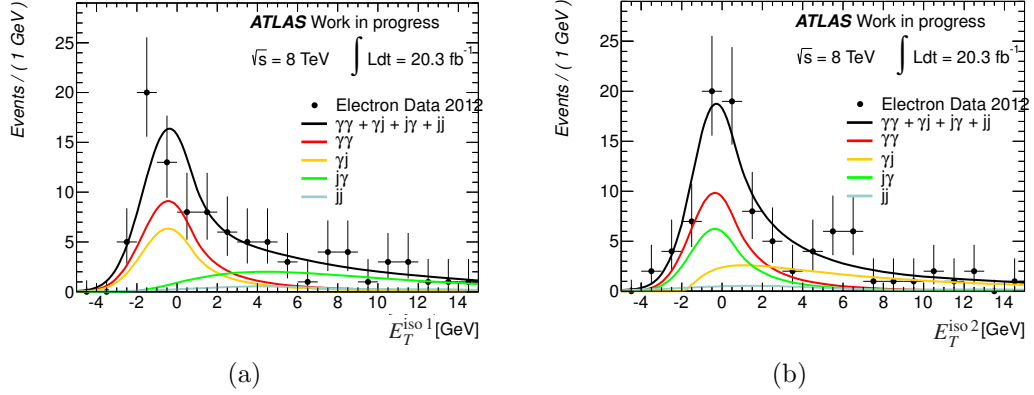 Events / ( 1 GeV )
25
20
15
10
5
0
-4 -2 0 2 4 6 8 10 12 14
ATLAS Work in progress
√s = 8 TeV ∫ Ldt = 20.3 fb⁻¹
Electron Data 2012
γγ + γj + jγ + jj
γγ
γj
jγ
jj
E_T^{iso 1} [GeV]
(a)
Events / ( 1 GeV )
25
20
15
10
5
0
-4 -2 0 2 4 6 8 10 12 14
ATLAS Work in progress
√s = 8 TeV ∫ Ldt = 20.3 fb⁻¹
Electron Data 2012
γγ + γj + jγ + jj
γγ
γj
jγ
jj
E_T^{iso 2} [GeV]
(b)